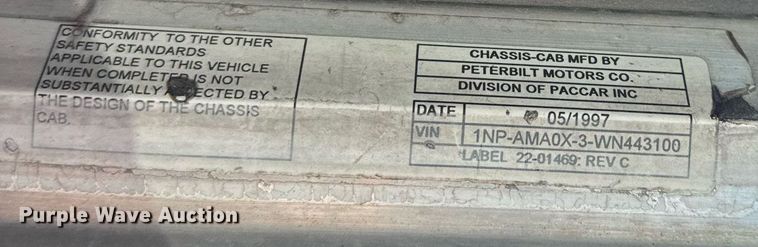 CONFORMITY TO THE OTHER
SAFETY STANDARDS
APPLICABLE TO THIS VEHICLE
WHEN COMPLETED IS NOT
SUBSTANTIALLY AFFECTED BY
THE DESIGN OF THE CHASSIS
CAB.
CHASSIS-CAB MFD BY
PETERBILT MOTORS CO.
DIVISION OF PACCAR INC
DATE 05/1997
VIN 1NP-AMA0X-3-WN443100
LABEL 22-01469: REV C
Purple Wave Auction